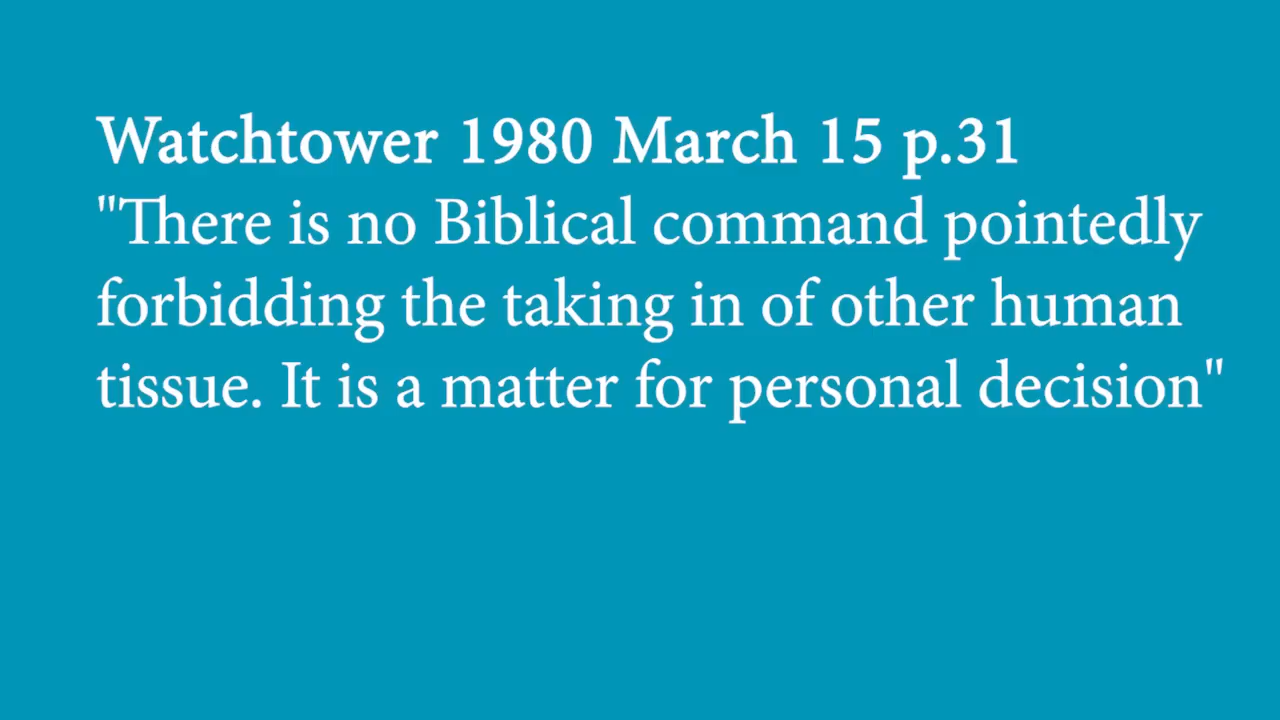 Watchtower 1980 March 15 p.31
"There is no Biblical command pointedly
forbidding the taking in of other human
tissue. It is a matter for personal decision"